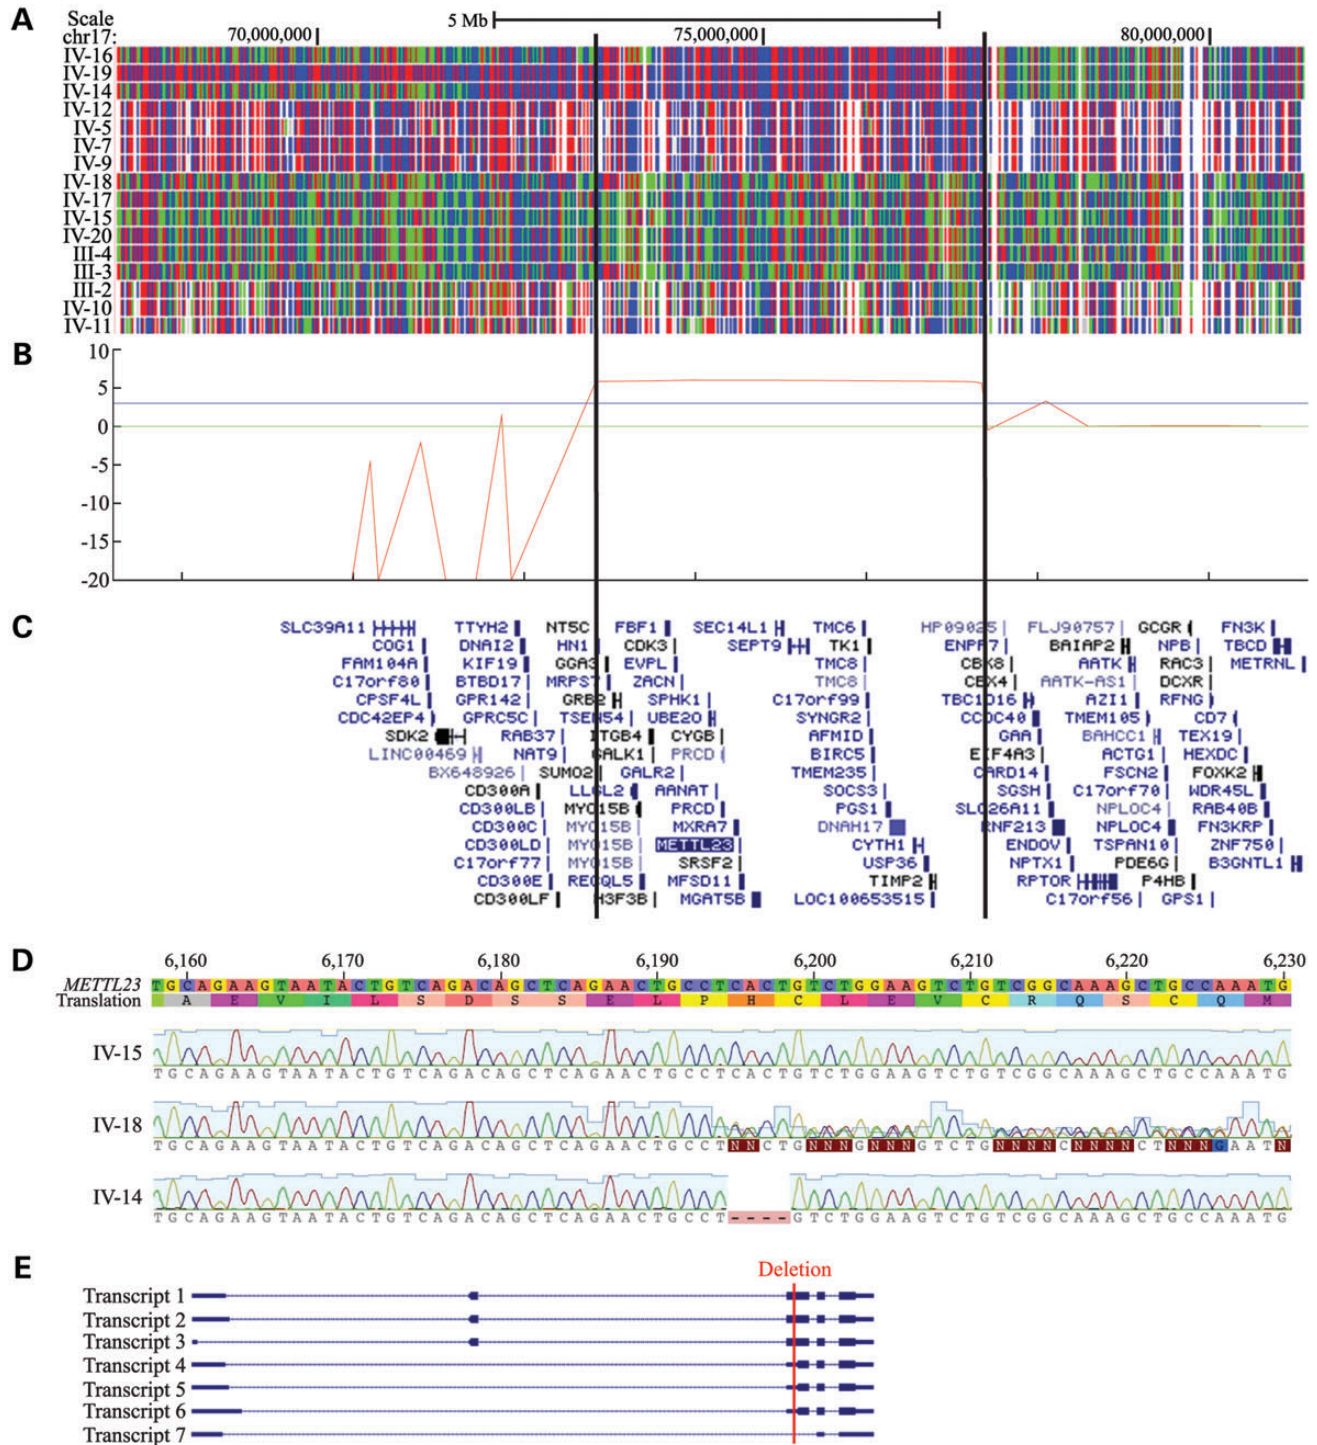 A
Scale 5 Mb
chr17: 70,000,000 75,000,000 80,000,000
IV-16
IV-19
IV-14
IV-12
IV-5
IV-7
IV-9
IV-18
IV-17
IV-15
IV-20
III-4
III-3
III-2
IV-10
IV-11
B
10
5
0
-5
-10
-15
-20
C
SLC39A11 TTYH2 NT5C FBF1 SEC14L1 TMC6 HP09025 FLJ90757 GCGR FN3K
COG1 DNAI2 HN1 CDK3 SEPT9 TK1 ENPP7 BAIAP2 NPB TBCD
FAM104A KIF19 GGA3 EVPL TMC8 CBX8 AATK RAC3 METRNL
C17orf80 BTBD17 MRPS7 ZACN TMC8 CBX4 AATK-AS1 DCXR
CPSF4L GPR142 GRB2 SPHK1 C17orf99 TBC1D16 AZI1 RFNG
CDC42EP4 GPRC5C TSEN54 UBE2O SYNGR2 CCDC40 TMEM105 CD7
SDK2 RAB37 ITGB4 CYGB AFMID GAA BAHCC1 TEX19
LINC00469 NAT9 GALK1 PRCD BIRC5 EIF4A3 ACTG1 HEXDC
BX648926 SUMO2 GALR2 TMEM235 CARD14 FSCN2 FOXK2
CD300A LLGL2 AANAT SOCS3 SGSH C17orf70 WDR45L
CD300LB MYO15B PRCD PGS1 SLC26A11 NPLOC4 RAB40B
CD300C MYO15B MXRA7 DNAH17 RNF213 NPLOC4 FN3KRP
CD300LD MYO15B METTL23 CYTH1 ENDOV TSPAN10 ZNF750
C17orf77 MYO15B SRSF2 USP36 NPTX1 PDE6G B3GNTL1
CD300E RECQL5 MFSD11 TIMP2 RPTOR P4HB
CD300LF H3F3B MGAT5B LOC100653515 C17orf56 GPS1
D
6,160 6,170 6,180 6,190 6,200 6,210 6,220 6,230
METTL23 TGCAGAAGTAATACTGTCAGACAGCTCAGAACTGCCTCACTGTCTGGAAGTCTGTCGGCAAAGCTGCCAAATG
Translation A E V I L S D S S E L P H C L E V C R Q S C Q M
IV-15
TGCAGAAGTAATACTGTCAGACAGCTCAGAACTGCCTCACTGTCTGGAAGTCTGTCGGCAAAGCTGCCAAATG
IV-18
TGCAGAAGTAATACTGTCAGACAGCTCAGAACTGCCTNNCTGNNNGNNNGTCTGNNNNCNNNNCTNNNGAATN
IV-14
TGCAGAAGTAATACTGTCAGACAGCTCAGAACTGCCT----GTCTGGAAGTCTGTCGGCAAAGCTGCCAAATG
E
Deletion
Transcript 1
Transcript 2
Transcript 3
Transcript 4
Transcript 5
Transcript 6
Transcript 7